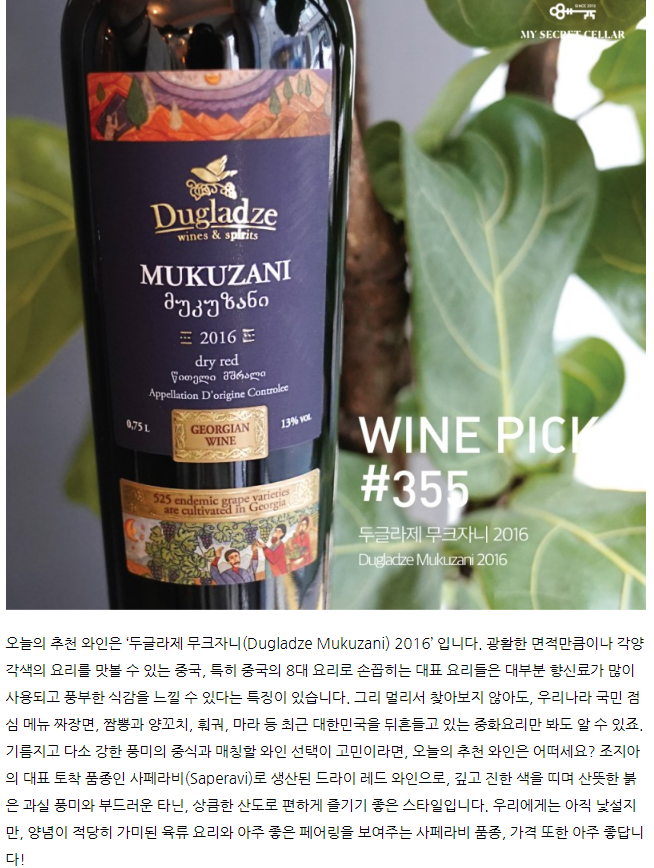 SINCE 2013
MY SECRET CELLAR
Dugladze
wines & spirits
MUKUZANI
მუკუზანი
2016
dry red
წითელი მშრალი
Appellation D'origine Controlee
0,75 L
GEORGIAN
WINE
13% VOL
525 endemic grape varieties
are cultivated in Georgia
WINE PICK
#355
두글라제 무크자니 2016
Dugladze Mukuzani 2016
오늘의 추천 와인은 ‘두글라제 무크자니(Dugladze Mukuzani) 2016’ 입니다. 광활한 면적만큼이나 각양
각색의 요리를 맛볼 수 있는 중국, 특히 중국의 8대 요리로 손꼽히는 대표 요리들은 대부분 향신료가 많이
사용되고 풍부한 식감을 느낄 수 있다는 특징이 있습니다. 그리 멀리서 찾아보지 않아도, 우리나라 국민 점
심 메뉴 짜장면, 짬뽕과 양꼬치, 훠궈, 마라 등 최근 대한민국을 뒤흔들고 있는 중화요리만 봐도 알 수 있죠.
기름지고 다소 강한 풍미의 중식과 매칭할 와인 선택이 고민이라면, 오늘의 추천 와인은 어떠세요? 조지아
의 대표 토착 품종인 사페라비(Saperavi)로 생산된 드라이 레드 와인으로, 깊고 진한 색을 띠며 산뜻한 붉
은 과실 풍미와 부드러운 타닌, 상큼한 산도로 편하게 즐기기 좋은 스타일입니다. 우리에게는 아직 낯설지
만, 양념이 적당히 가미된 육류 요리와 아주 좋은 페어링을 보여주는 사페라비 품종, 가격 또한 아주 좋답니
다!